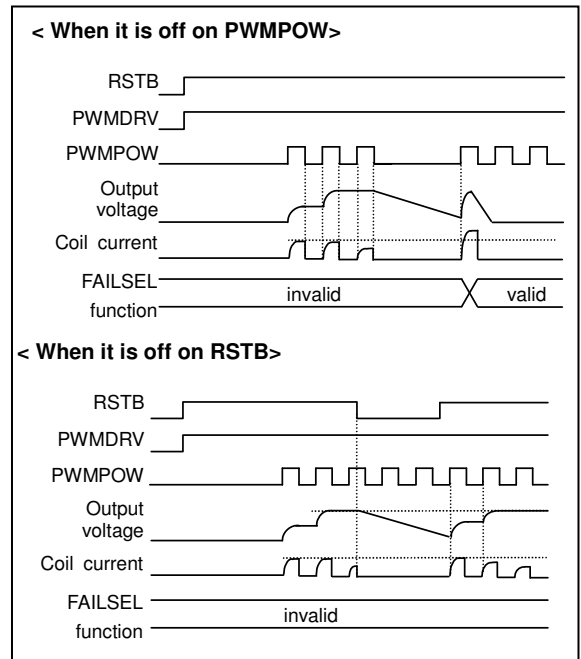 < When it is off on PWMPOW>
RSTB
PWMDRV
PWMPOW
Output
voltage
Coil current
FAILSEL
function
invalid
valid
< When it is off on RSTB>
RSTB
PWMDRV
PWMPOW
Output
voltage
Coil current
FAILSEL
function
invalid